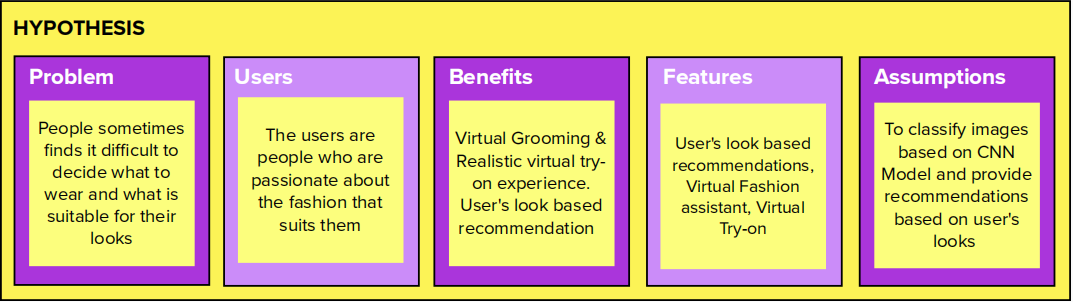 HYPOTHESIS
Problem
People sometimes
finds it difficult to
decide what to
wear and what is
suitable for their
looks
Users
The users are
people who are
passionate about
the fashion that
suits them
Benefits
Virtual Grooming &
Realistic virtual try-
on experience.
User's look based
recommendation
Features
User's look based
recommendations,
Virtual Fashion
assistant, Virtual
Try-on
Assumptions
To classify images
based on CNN
Model and provide
recommendations
based on user's
looks